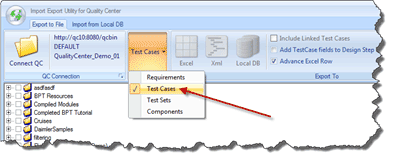 Import Export Utility for Quality Center
Export to File
Import from Local DB
http://qc10:8080/qcbin
DEFAULT
QualityCenter_Demo_01
Connect QC
QC Connection
Test Cases
Excel
Xml
Local DB
Include Linked Test Cases
Add TestCase fields to Design Step
Advance Excel Row
Export To
Requirements
Test Cases
Test Sets
Components
asdfasdf
BPT Resources
Compiled Modules
Completed BPT Tutorial
Cruises
DaimlerSamples
filtering